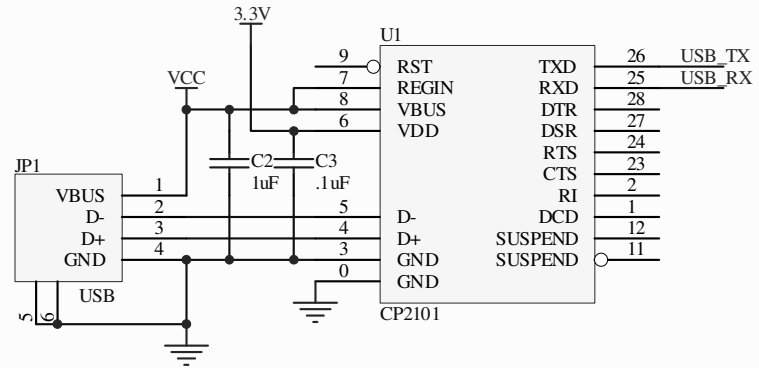 3.3V
U1
VCC
9 RST TXD 26 USB_TX
7 REGIN RXD 25 USB_RX
8 VBUS DTR 28
6 VDD DSR 27
RTS 24
C2 C3 CTS 23
1uF .1uF RI 2
JP1
VBUS 1
D- 2 5 D- DCD 1
D+ 3 4 D+ SUSPEND 12
GND 4 3 GND SUSPEND 11
0 GND
USB
5 6
CP2101